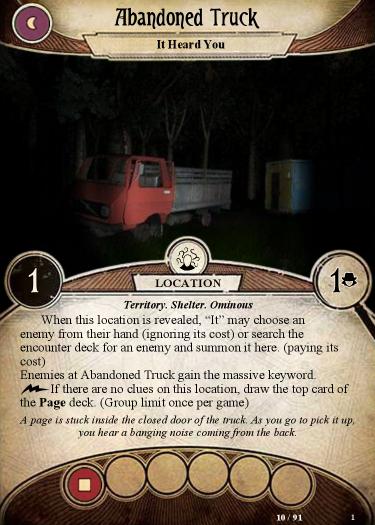 Abandoned Truck
It Heard You
1
1
LOCATION
Territory. Shelter. Ominous
When this location is revealed, “It” may choose an
enemy from their hand (ignoring its cost) or search the
encounter deck for an enemy and summon it here. (paying its
cost)
Enemies at Abandoned Truck gain the massive keyword.
If there are no clues on this location, draw the top card of
the Page deck. (Group limit once per game)
A page is stuck inside the closed door of the truck. As you go to pick it up,
you hear a banging noise coming from the back.
10 / 91 1